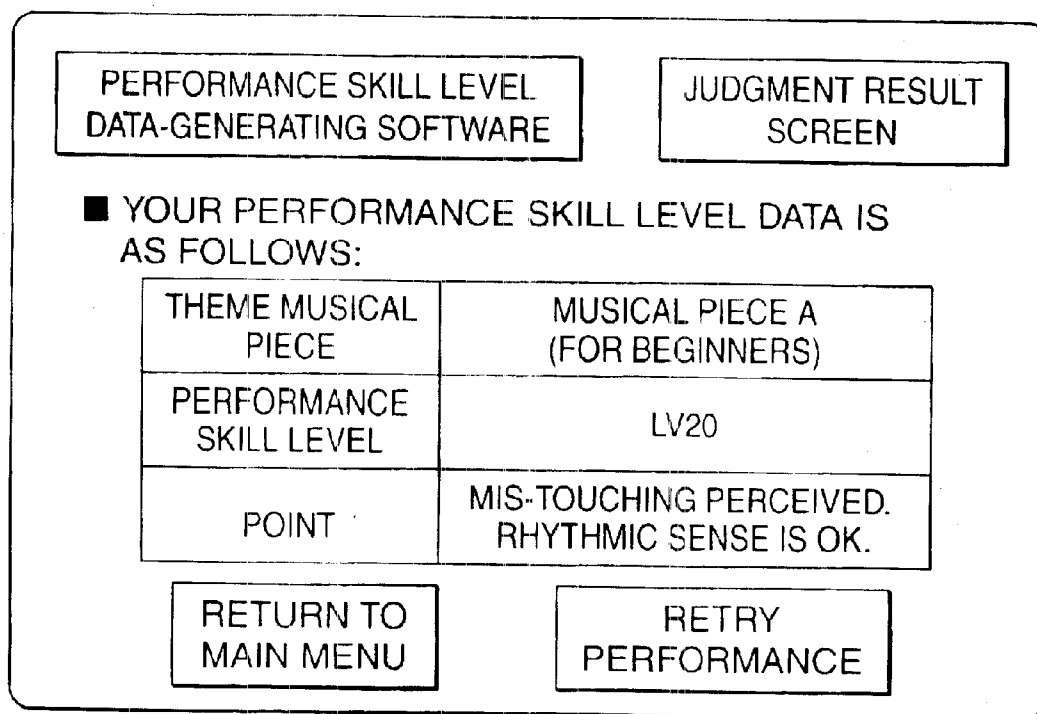 PERFORMANCE SKILL LEVEL
DATA-GENERATING SOFTWARE
JUDGMENT RESULT
SCREEN
■ YOUR PERFORMANCE SKILL LEVEL DATA IS
AS FOLLOWS:
THEME MUSICAL
PIECE
MUSICAL PIECE A
(FOR BEGINNERS)
PERFORMANCE
SKILL LEVEL
LV20
POINT
MIS-TOUCHING PERCEIVED.
RHYTHMIC SENSE IS OK.
RETURN TO
MAIN MENU
RETRY
PERFORMANCE